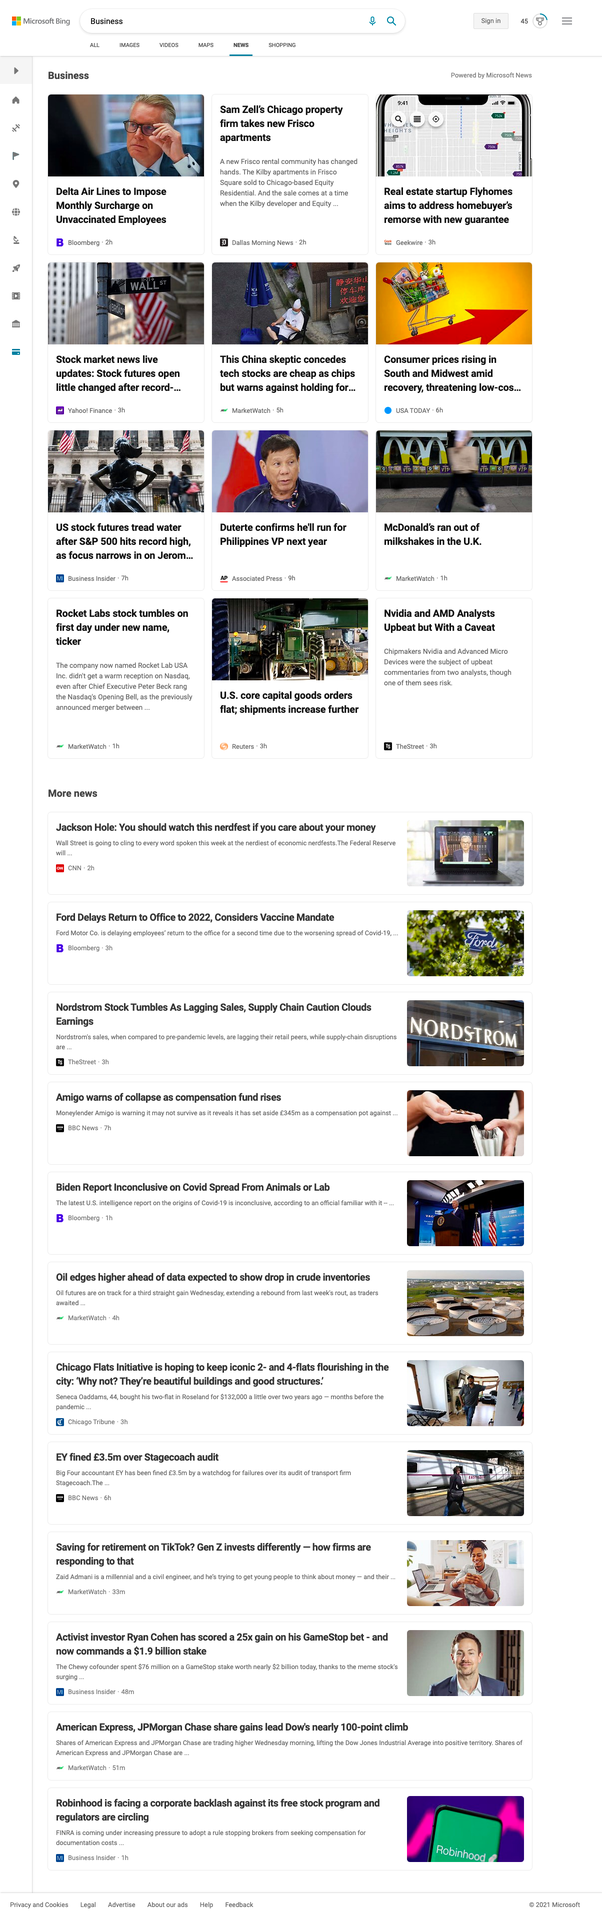 Microsoft Bing
Business
Sign in
45
ALL IMAGES VIDEOS MAPS NEWS SHOPPING
Business
Powered by Microsoft News
Delta Air Lines to Impose
Monthly Surcharge on
Unvaccinated Employees
Bloomberg · 2h
Sam Zell's Chicago property
firm takes new Frisco
apartments
A new Frisco rental community has changed
hands. The Kilby apartments in Frisco
Square sold to Chicago-based Equity
Residential. And the sale comes at a time
when the Kilby developer and Equity ...
Dallas Morning News · 2h
9:41
HEIGHTS
Real estate startup Flyhomes
aims to address homebuyer's
remorse with new guarantee
Geekwire · 3h
WALL ST
Stock market news live
updates: Stock futures open
little changed after record-...
Yahoo! Finance · 3h
This China skeptic concedes
tech stocks are cheap as chips
but warns against holding for...
MarketWatch · 5h
Consumer prices rising in
South and Midwest amid
recovery, threatening low-cos...
USA TODAY · 6h
US stock futures tread water
after S&P 500 hits record high,
as focus narrows in on Jerom...
Business Insider · 7h
Duterte confirms he'll run for
Philippines VP next year
AP
Associated Press · 9h
McDonald's ran out of
milkshakes in the U.K.
MarketWatch · 1h
Rocket Labs stock tumbles on
first day under new name,
ticker
The company now named Rocket Lab USA
Inc. didn't get a warm reception on Nasdaq,
even after Chief Executive Peter Beck rang
the Nasdaq's Opening Bell, as the previously
announced merger between ...
MarketWatch · 1h
U.S. core capital goods orders
flat; shipments increase further
Reuters · 3h
Nvidia and AMD Analysts
Upbeat but With a Caveat
Chipmakers Nvidia and Advanced Micro
Devices were the subject of upbeat
commentaries from two analysts, though
one of them sees risk.
TheStreet · 3h
More news
Jackson Hole: You should watch this nerdfest if you care about your money
Wall Street is going to cling to every word spoken this week at the nerdiest of economic nerdfests.The Federal Reserve
will ...
CNN · 2h
Ford Delays Return to Office to 2022, Considers Vaccine Mandate
Ford Motor Co. is delaying employees' return to the office for a second time due to the worsening spread of Covid-19, ...
Bloomberg · 3h
Ford
Nordstrom Stock Tumbles As Lagging Sales, Supply Chain Caution Clouds
Earnings
Nordstrom's sales, when compared to pre-pandemic levels, are lagging their retail peers, while supply-chain disruptions
are ...
TheStreet · 3h
NORDSTROM
Amigo warns of collapse as compensation fund rises
Moneylender Amigo is warning it may not survive as it reveals it has set aside £345m as a compensation pot against ...
BBC News · 7h
Biden Report Inconclusive on Covid Spread From Animals or Lab
The latest U.S. intelligence report on the origins of Covid-19 is inconclusive, according to an official familiar with it – ...
Bloomberg · 1h
Oil edges higher ahead of data expected to show drop in crude inventories
Oil futures are on track for a third straight gain Wednesday, extending a rebound from last week's rout, as traders
awaited ...
MarketWatch · 4h
Chicago Flats Initiative is hoping to keep iconic 2- and 4-flats flourishing in the
city: 'Why not? They're beautiful buildings and good structures.'
Seneca Oaddams, 44, bought his two-flat in Roseland for $132,000 a little over two years ago — months before the
pandemic ...
Chicago Tribune · 3h
EY fined £3.5m over Stagecoach audit
Big Four accountant EY has been fined £3.5m by a watchdog for failures over its audit of transport firm
Stagecoach.The ...
BBC News · 6h
Saving for retirement on TikTok? Gen Z invests differently — how firms are
responding to that
Zaid Admani is a millennial and a civil engineer, and he's trying to get young people to think about money — and their ...
MarketWatch · 33m
Activist investor Ryan Cohen has scored a 25x gain on his GameStop bet - and
now commands a $1.9 billion stake
The Chewy cofounder spent $76 million on a GameStop stake worth nearly $2 billion today, thanks to the meme stock's
surging ...
Business Insider · 48m
American Express, JPMorgan Chase share gains lead Dow's nearly 100-point climb
Shares of American Express and JPMorgan Chase are trading higher Wednesday morning, lifting the Dow Jones Industrial Average into positive territory. Shares of
American Express and JPMorgan Chase are ...
MarketWatch · 51m
Robinhood is facing a corporate backlash against its free stock program and
regulators are circling
FINRA is coming under increasing pressure to adopt a rule stopping brokers from seeking compensation for
documentation costs ...
Business Insider · 1h
Robinhood
Privacy and Cookies Legal Advertise About our ads Help Feedback
© 2021 Microsoft